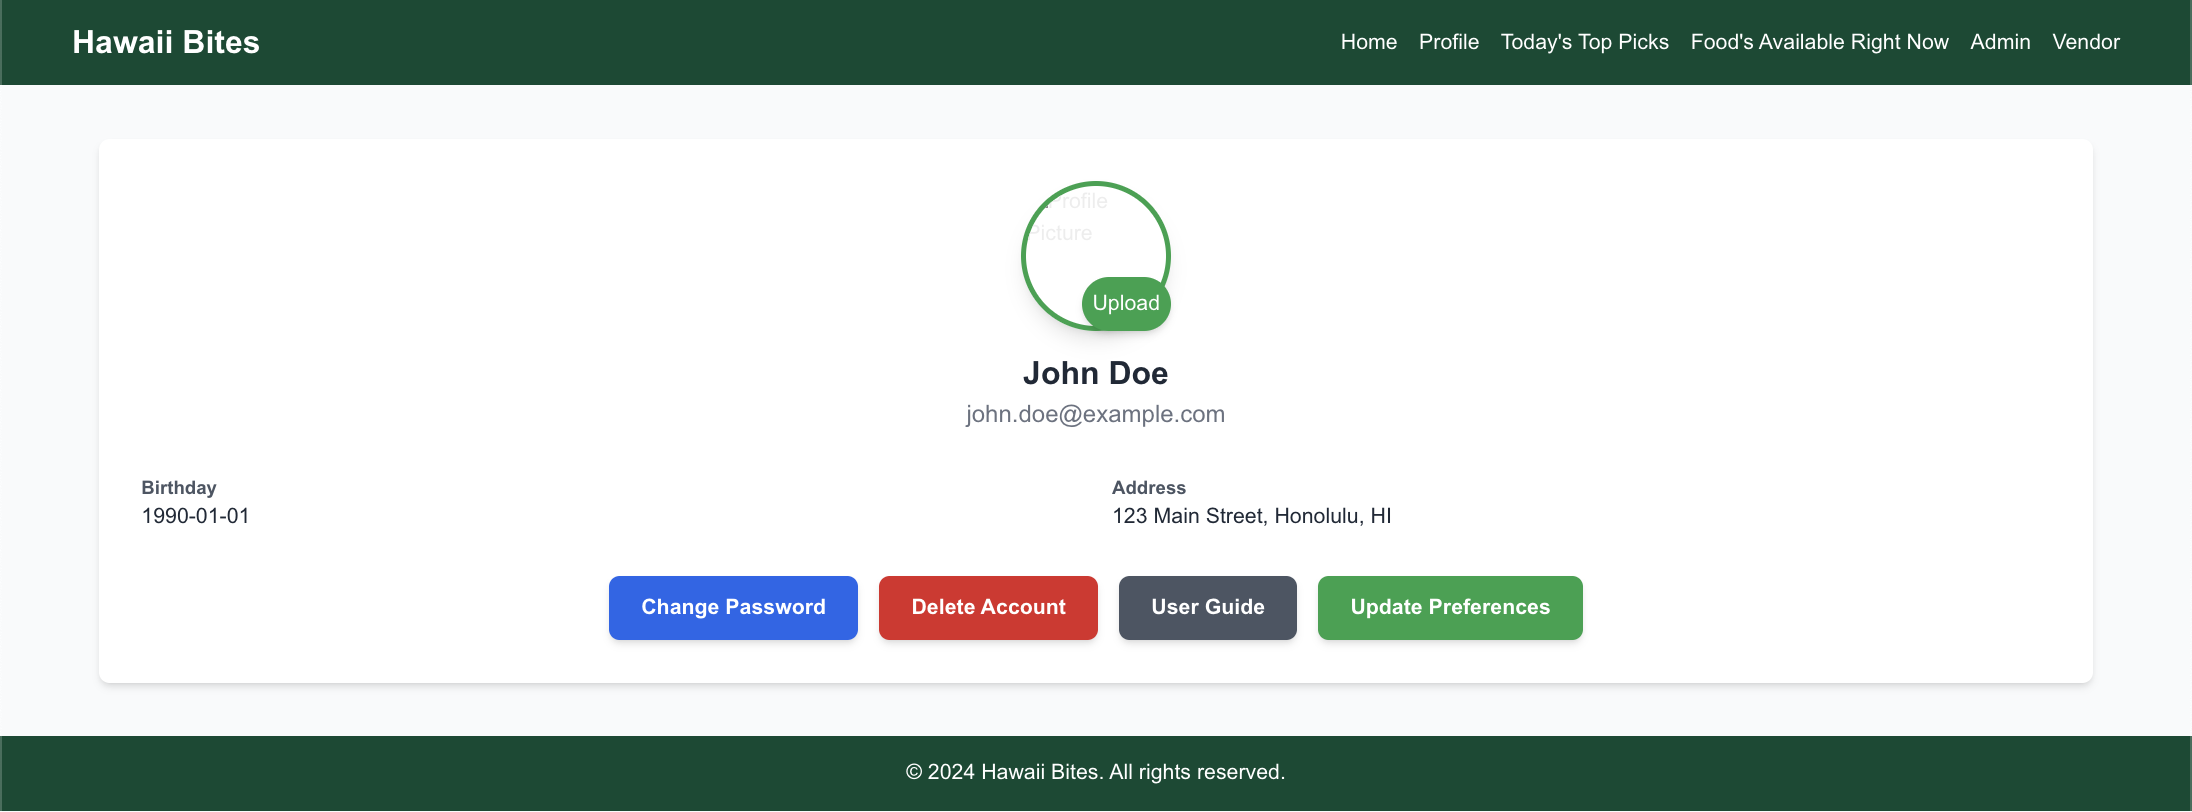 Hawaii Bites
Home Profile Today's Top Picks Food's Available Right Now Admin Vendor
Profile
Picture
Upload
John Doe
john.doe@example.com
Birthday
1990-01-01
Address
123 Main Street, Honolulu, HI
Change Password
Delete Account
User Guide
Update Preferences
© 2024 Hawaii Bites. All rights reserved.